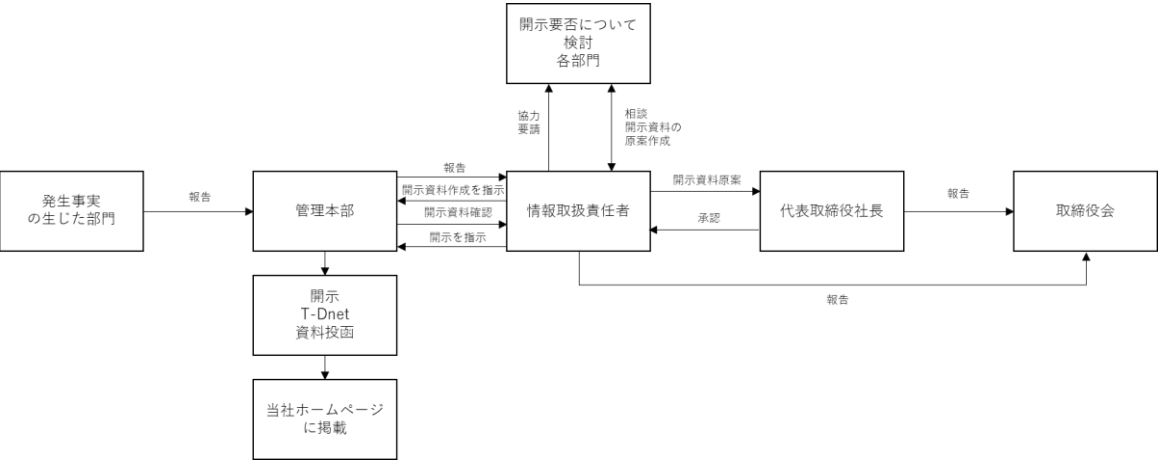 開示要否について
検討
各部門
協力
要請
相談
開示資料の
原案作成
発生事実
の生じた部門
報告
管理本部
報告
開示資料作成を指示
開示資料確認
開示を指示
情報取扱責任者
開示資料原案
承認
代表取締役社長
報告
取締役会
報告
開示
T-Dnet
資料投函
当社ホームページ
に掲載